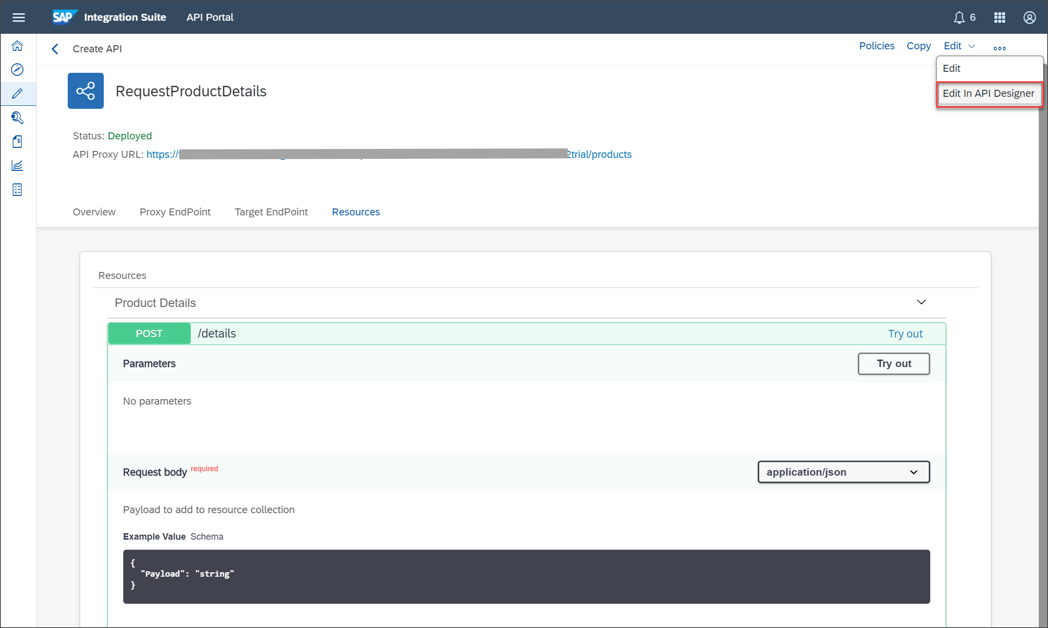 SAP Integration Suite API Portal 6
Create API Policies Copy Edit
Edit
Edit In API Designer
RequestProductDetails
Status: Deployed
API Proxy URL: https:// 2trial/products
Overview Proxy EndPoint Target EndPoint Resources
Resources
Product Details
POST /details Try out
Parameters Try out
No parameters
Request body required application/json
Payload to add to resource collection
Example Value Schema
{
"Payload": "string"
}